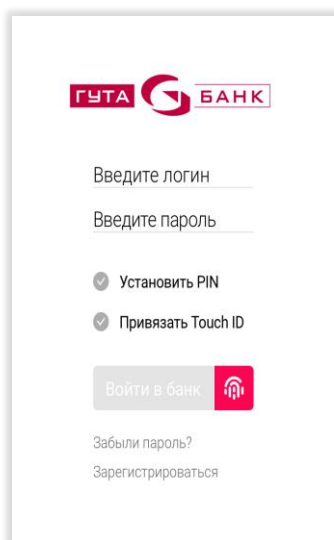 ГУТА БАНК
Введите логин
Введите пароль
Установить PIN
Привязать Touch ID
Войти в банк
Забыли пароль?
Зарегистрироваться